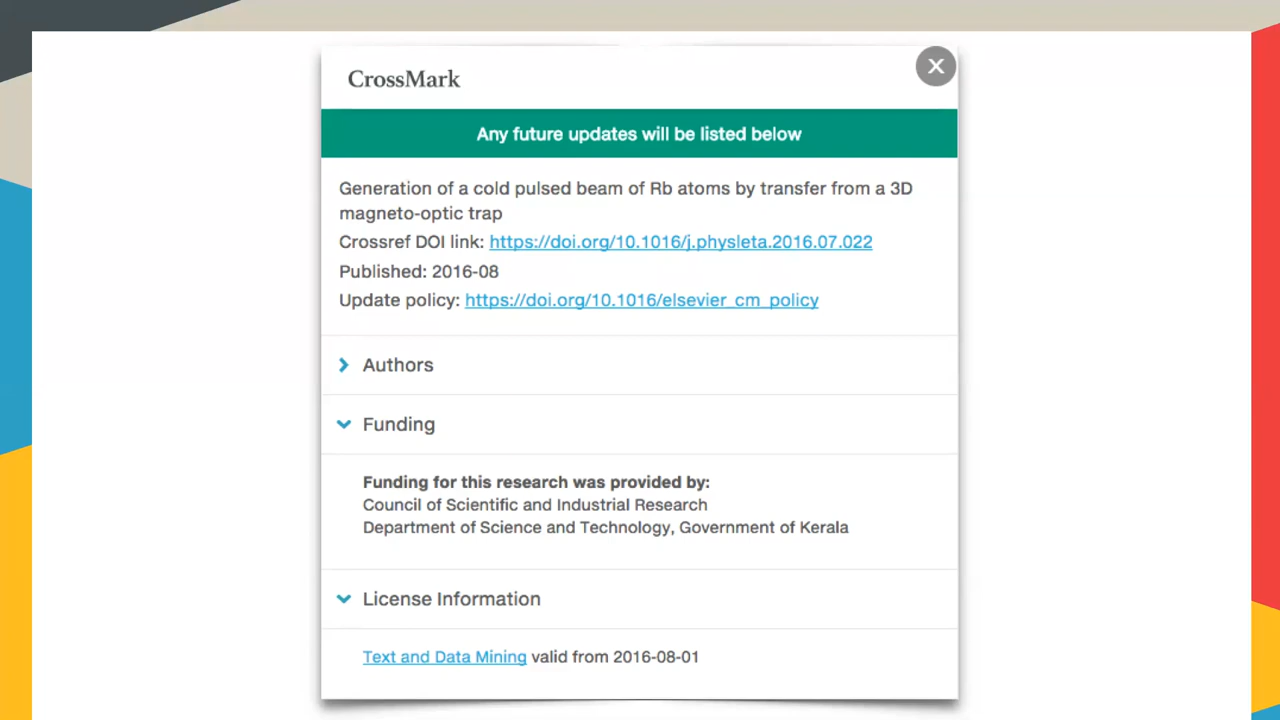 CrossMark
Any future updates will be listed below
Generation of a cold pulsed beam of Rb atoms by transfer from a 3D
magneto-optic trap
Crossref DOI link: https://doi.org/10.1016/j.physleta.2016.07.022
Published: 2016-08
Update policy: https://doi.org/10.1016/elsevier_cm_policy
Authors
Funding
Funding for this research was provided by:
Council of Scientific and Industrial Research
Department of Science and Technology, Government of Kerala
License Information
Text and Data Mining valid from 2016-08-01